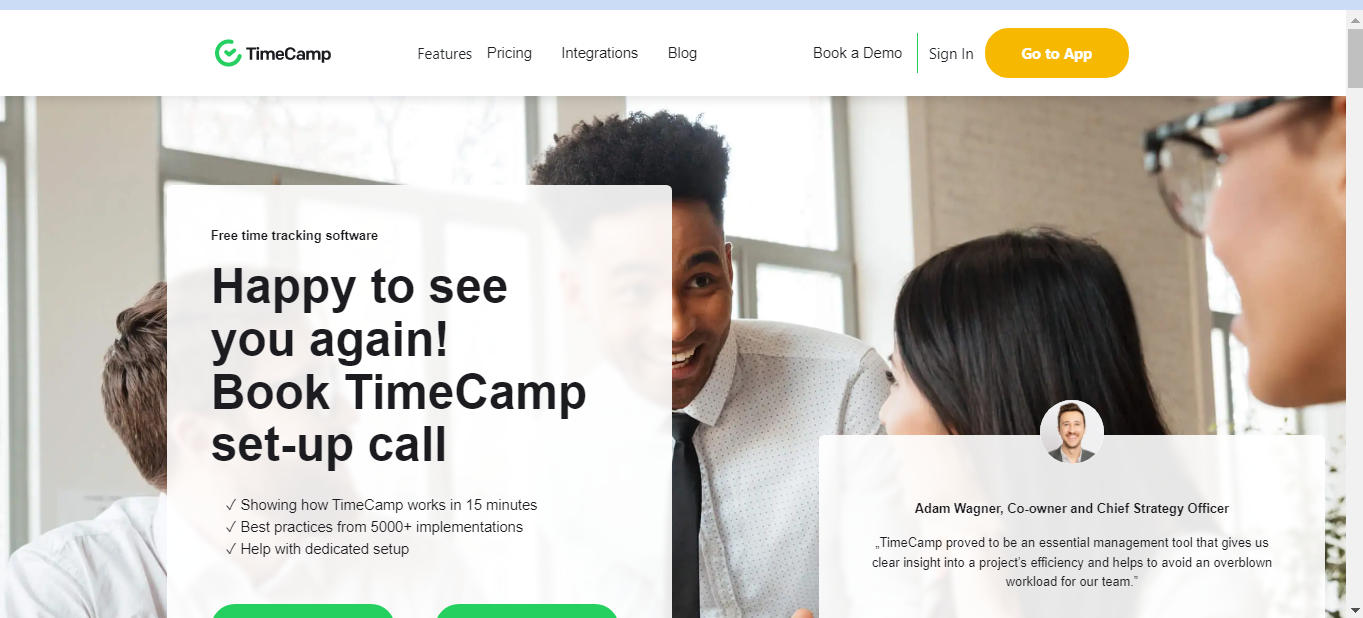 TimeCamp
Features Pricing Integrations Blog Book a Demo Sign In Go to App
Free time tracking software
Happy to see
you again!
Book TimeCamp
set-up call
✓ Showing how TimeCamp works in 15 minutes
✓ Best practices from 5000+ implementations
✓ Help with dedicated setup
Adam Wagner, Co-owner and Chief Strategy Officer
„TimeCamp proved to be an essential management tool that gives us
clear insight into a project's efficiency and helps to avoid an overblown
workload for our team.”